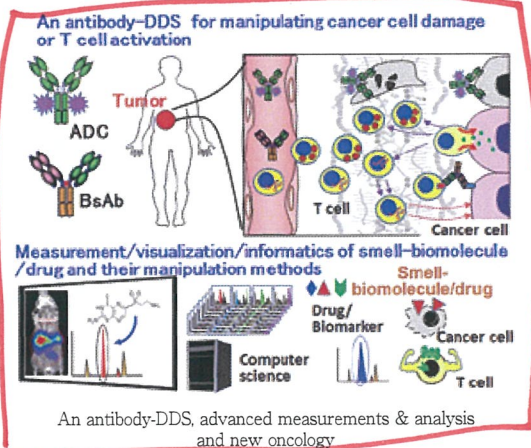 An antibody-DDS for manipulating cancer cell damage
or T cell activation
ADC
BsAb
Tumor
T cell
Cancer cell
Measurement/visualization/informatics of smell-biomolecule
/drug and their manipulation methods
Computer
science
Drug/
Biomarker
Smell-
biomolecule/drug
Cancer cell
T cell
An antibody-DDS, advanced measurements & analysis
and new oncology